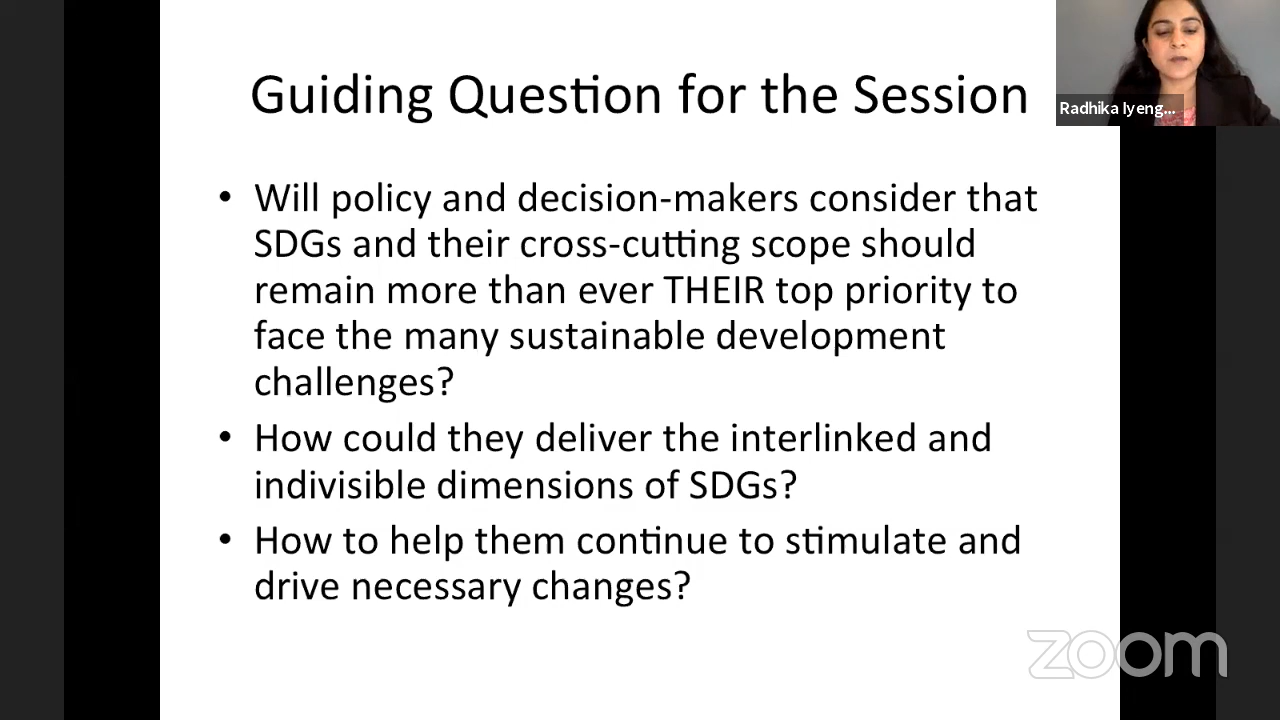 Guiding Question for the Session
Radhika Iyeng...
• Will policy and decision-makers consider that
SDGs and their cross-cutting scope should
remain more than ever THEIR top priority to
face the many sustainable development
challenges?
• How could they deliver the interlinked and
indivisible dimensions of SDGs?
• How to help them continue to stimulate and
drive necessary changes?
zoom